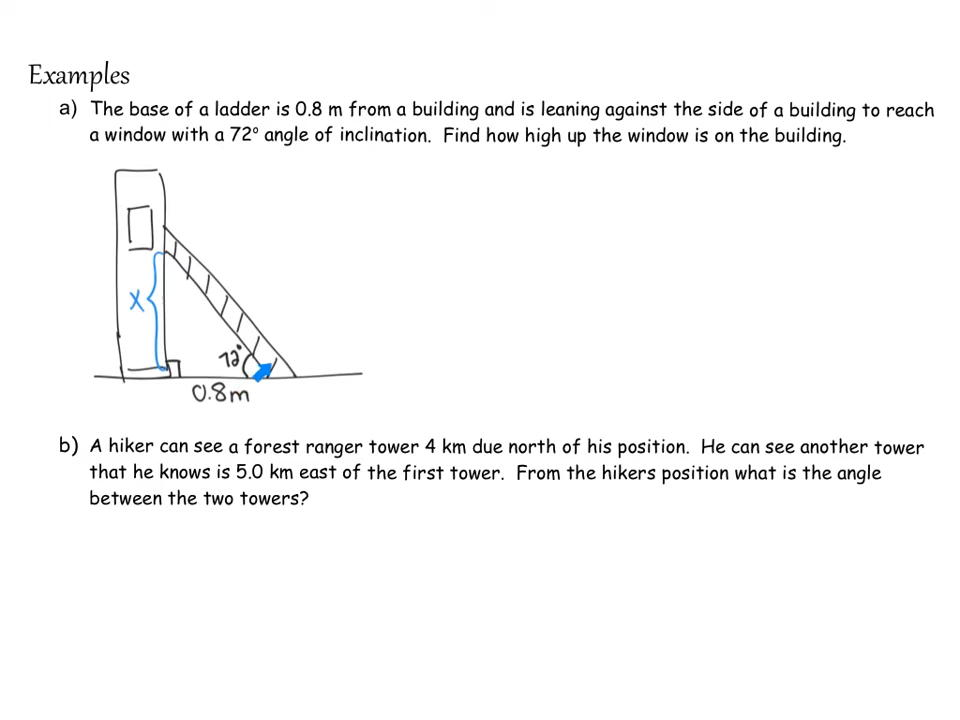 Examples
a) The base of a ladder is 0.8 m from a building and is leaning against the side of a building to reach
a window with a 72° angle of inclination. Find how high up the window is on the building.
x
72°
0.8m
b) A hiker can see a forest ranger tower 4 km due north of his position. He can see another tower
that he knows is 5.0 km east of the first tower. From the hikers position what is the angle
between the two towers?